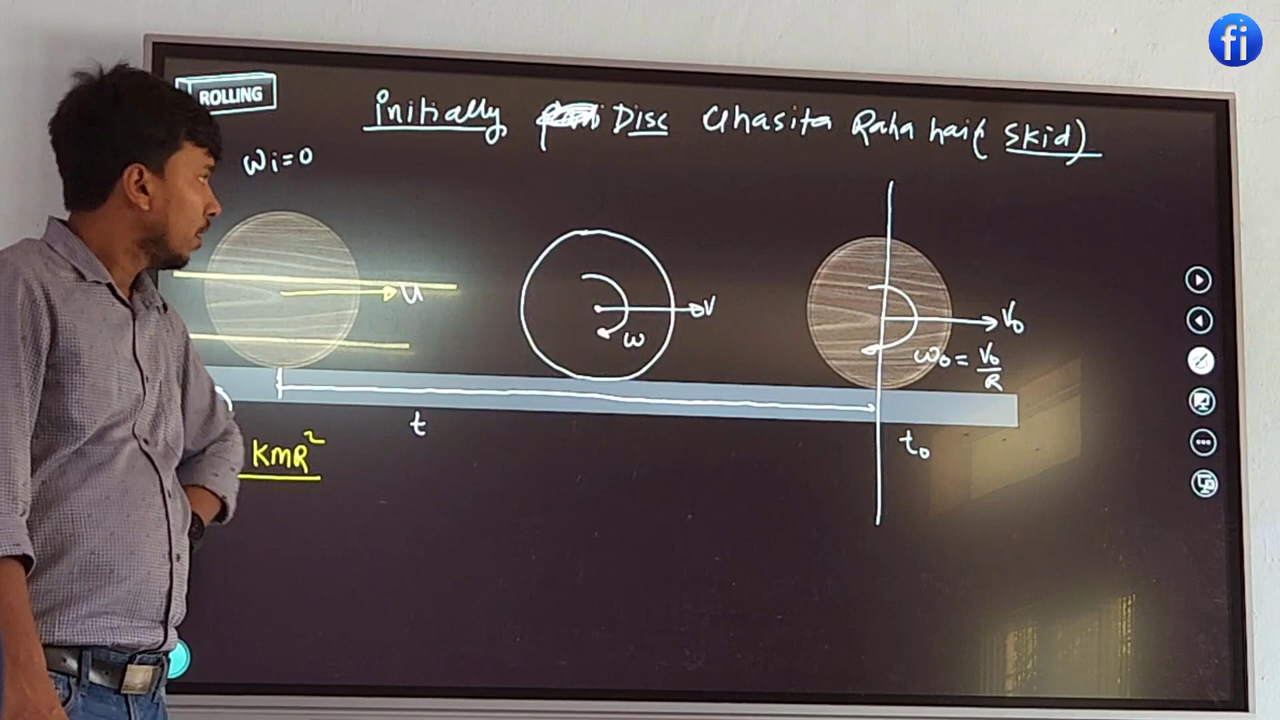 fi
ROLLING
Initially Disc Ghasita Raha hai( Skid)
ωi=0
u
v
ω
v₀
ω₀ = v₀/R
t
t₀
KMR²